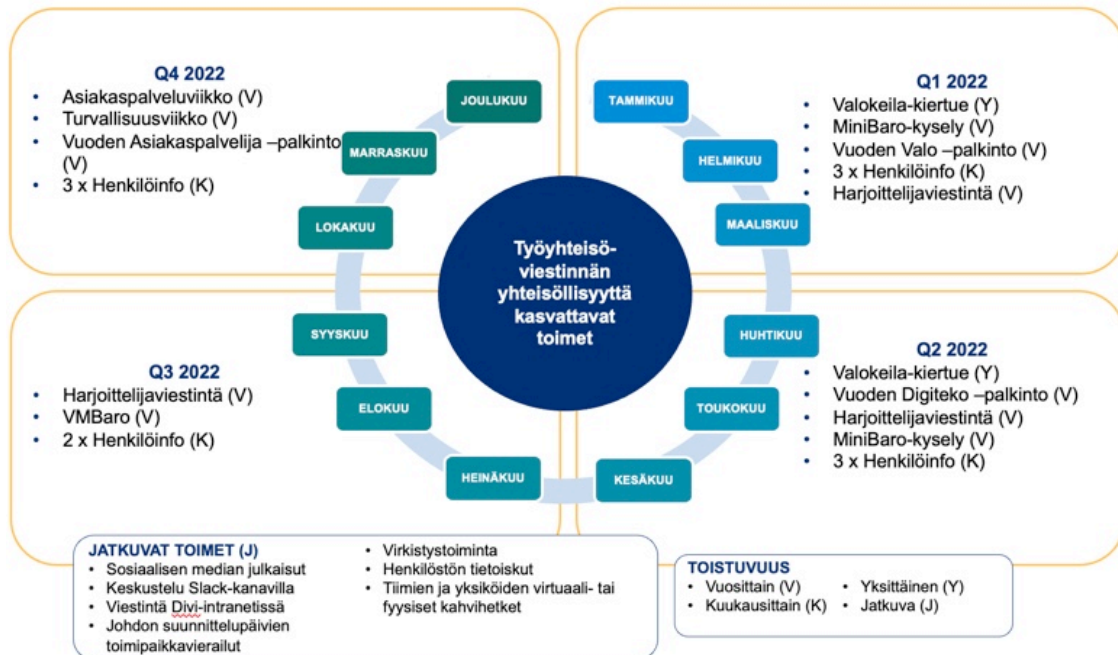 Q4 2022
• Asiakaspalveluviikko (V)
• Turvallisuusviikko (V)
• Vuoden Asiakaspalvelija –palkinto
(V)
• 3 x Henkilöinfo (K)
JOULUKUU
MARRASKUU
LOKAKUU
TAMMIKUU
HELMIKUU
MAALISKUU
Q1 2022
• Valokeila-kiertue (Y)
• MiniBaro-kysely (V)
• Vuoden Valo –palkinto (V)
• 3 x Henkilöinfo (K)
• Harjoittelijaviestintä (V)
Työyhteisö-
viestinnän
yhteisöllisyyttä
kasvattavat
toimet
Q3 2022
• Harjoittelijaviestintä (V)
• VMBaro (V)
• 2 x Henkilöinfo (K)
SYYSKUU
ELOKUU
HEINÄKUU
HUHTIKUU
TOUKOKUU
KESÄKUU
Q2 2022
• Valokeila-kiertue (Y)
• Vuoden Digiteko –palkinto (V)
• Harjoittelijaviestintä (V)
• MiniBaro-kysely (V)
• 3 x Henkilöinfo (K)
JATKUVAT TOIMET (J)
• Sosiaalisen median julkaisut
• Keskustelu Slack-kanavilla
• Viestintä Divi-intranetissä
• Johdon suunnittelupäivien
toimipaikkavierailut
• Virkistystoiminta
• Henkilöstön tietoiskut
• Tiimien ja yksiköiden virtuaali- tai
fyysiset kahvihetket
TOISTUVUUS
• Vuosittain (V)
• Kuukausittain (K)
• Yksittäinen (Y)
• Jatkuva (J)